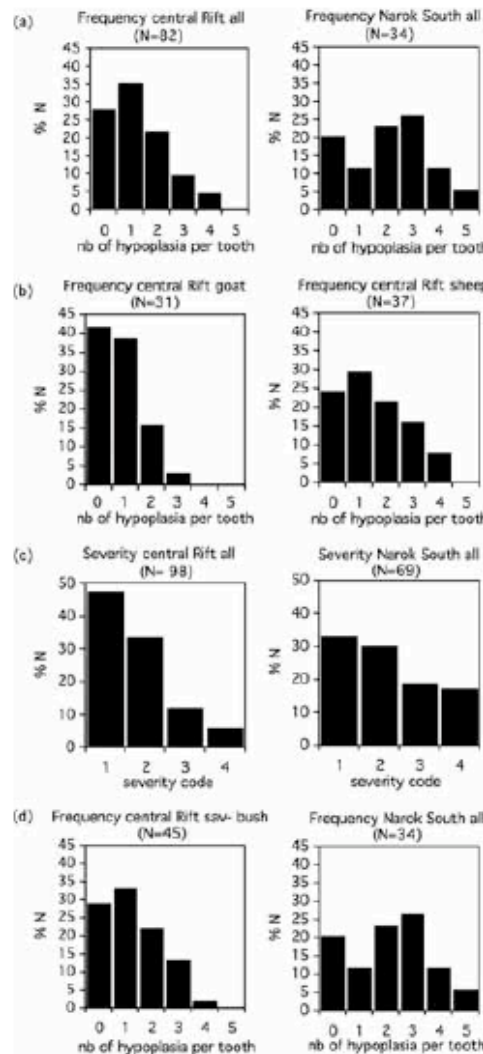 (a)
Frequency central Rift all
(N=82)
% N
45
40
35
30
25
20
15
10
5
0
0 1 2 3 4 5
nb of hypoplasia per tooth
Frequency Narok South all
(N=34)
% N
45
40
35
30
25
20
15
10
5
0
0 1 2 3 4 5
nb of hypoplasia per tooth
(b)
Frequency central Rift goat
(N=31)
% N
45
40
35
30
25
20
15
10
5
0
0 1 2 3 4 5
nb of hypoplasia per tooth
Frequency central Rift sheep
(N=37)
% N
45
40
35
30
25
20
15
10
5
0
0 1 2 3 4 5
nb of hypoplasia per tooth
(c)
Severity central Rift all
(N= 98)
% N
50
40
30
20
10
0
1 2 3 4
severity code
Severity Narok South all
(N=69)
% N
50
40
30
20
10
0
1 2 3 4
severity code
(d)
Frequency central Rift sav- bush
(N=45)
% N
45
40
35
30
25
20
15
10
5
0
0 1 2 3 4 5
nb of hypoplasia per tooth
Frequency Narok South all
(N=34)
% N
45
40
35
30
25
20
15
10
5
0
0 1 2 3 4 5
nb of hypoplasia per tooth